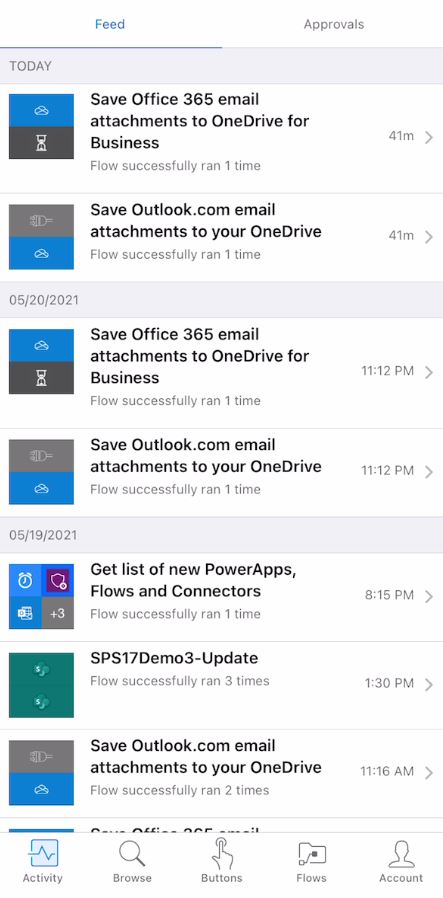 Feed
Approvals
TODAY
Save Office 365 email
attachments to OneDrive for
Business
Flow successfully ran 1 time
41m
Save Outlook.com email
attachments to your OneDrive
Flow successfully ran 1 time
41m
05/20/2021
Save Office 365 email
attachments to OneDrive for
Business
Flow successfully ran 1 time
11:12 PM
Save Outlook.com email
attachments to your OneDrive
Flow successfully ran 1 time
11:12 PM
05/19/2021
Get list of new PowerApps,
Flows and Connectors
Flow successfully ran 1 time
8:15 PM
+3
SPS17Demo3-Update
Flow successfully ran 3 times
1:30 PM
Save Outlook.com email
attachments to your OneDrive
Flow successfully ran 2 times
11:16 AM
Save Office 365 email
Activity
Browse
Buttons
Flows
Account